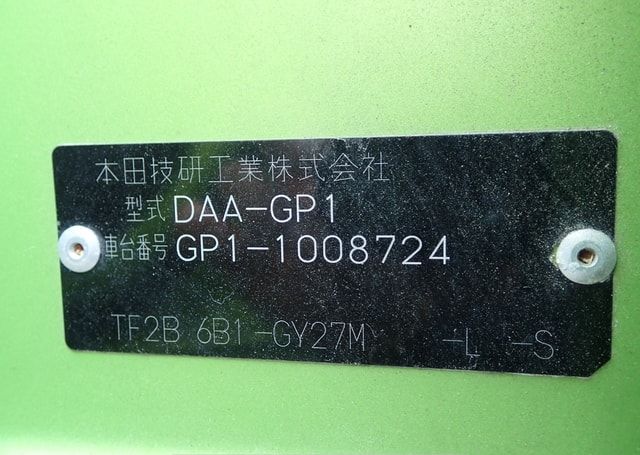 本田技研工業株式会社
型式 DAA-GP1
車台番号 GP1-1008724
TF2B 6B1-GY27M -L -S